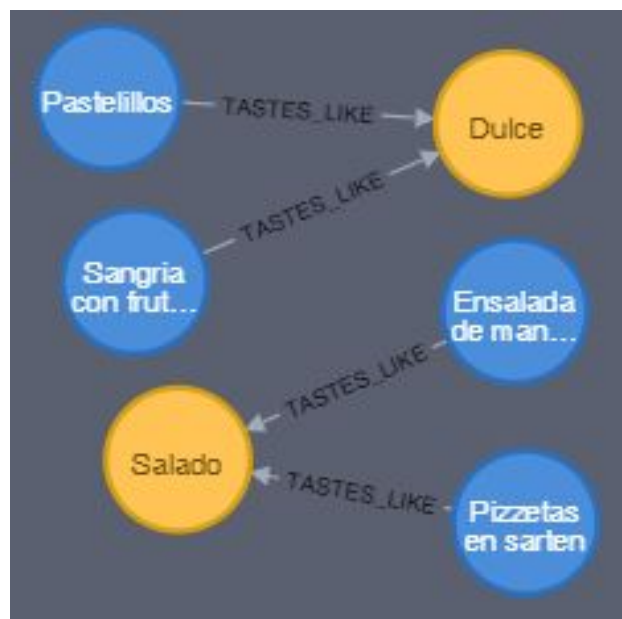 Pastelillos
TASTES_LIKE
Dulce
TASTES_LIKE
Sangria
con frut...
Ensalada
de man...
TASTES_LIKE
Salado
TASTES_LIKE
Pizzetas
en sarten